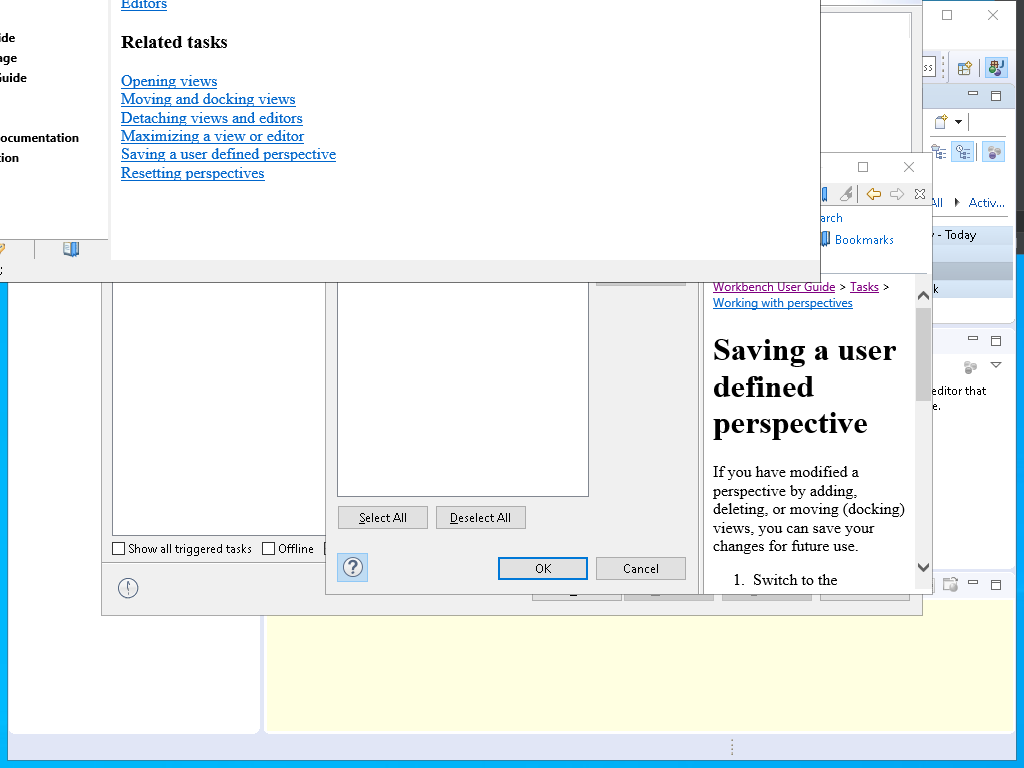 Editors
ide
age
Guide
ocumentation
tion
Related tasks
Opening views
Moving and docking views
Detaching views and editors
Maximizing a view or editor
Saving a user defined perspective
Resetting perspectives
ss
All
Activ...
arch
Bookmarks
- Today
k
Workbench User Guide > Tasks >
Working with perspectives
Saving a user
defined
perspective
If you have modified a
perspective by adding,
deleting, or moving (docking)
views, you can save your
changes for future use.
1. Switch to the
editor that
e.
Select All
Deselect All
Show all triggered tasks
Offline
OK
Cancel